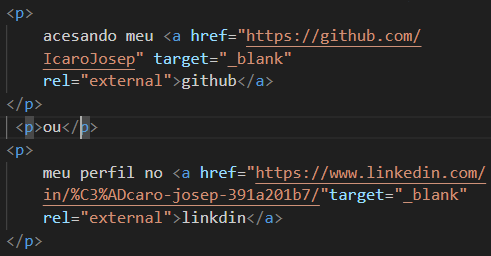 <p>
acesando meu <a href="https://github.com/
IcaroJosep" target="_blank"
rel="external">github</a>
</p>
<p>ou</p>
<p>
meu perfil no <a href="https://www.linkedin.com/
in/%C3%ADcaro-josep-391a201b7/"target="_blank"
rel="external">linkdin</a>
</p>